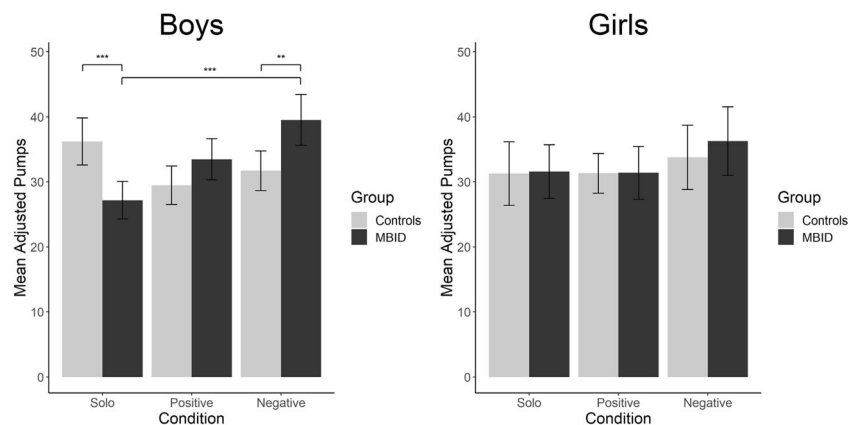 Boys
50
40
30
20
10
0
***
***
**
Mean Adjusted Pumps
Solo
Positive
Negative
Condition
Group
Controls
MBID
Girls
50
40
30
20
10
0
Mean Adjusted Pumps
Solo
Positive
Negative
Condition
Group
Controls
MBID